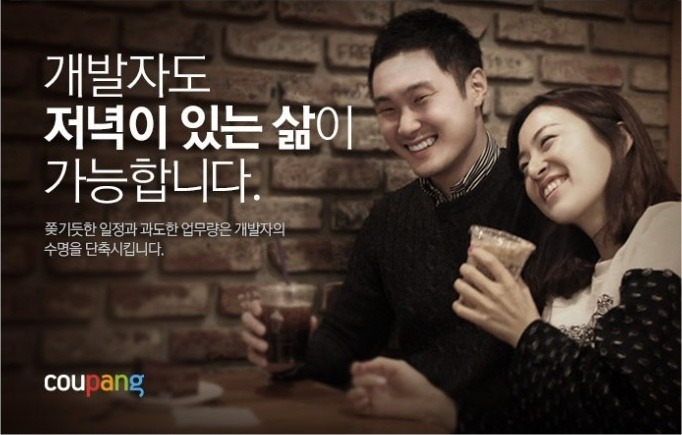 개발자도
저녁이 있는 삶이
가능합니다.
쫒기듯한 일정과 과도한 업무량은 개발자의
수명을 단축시킵니다.
coupang